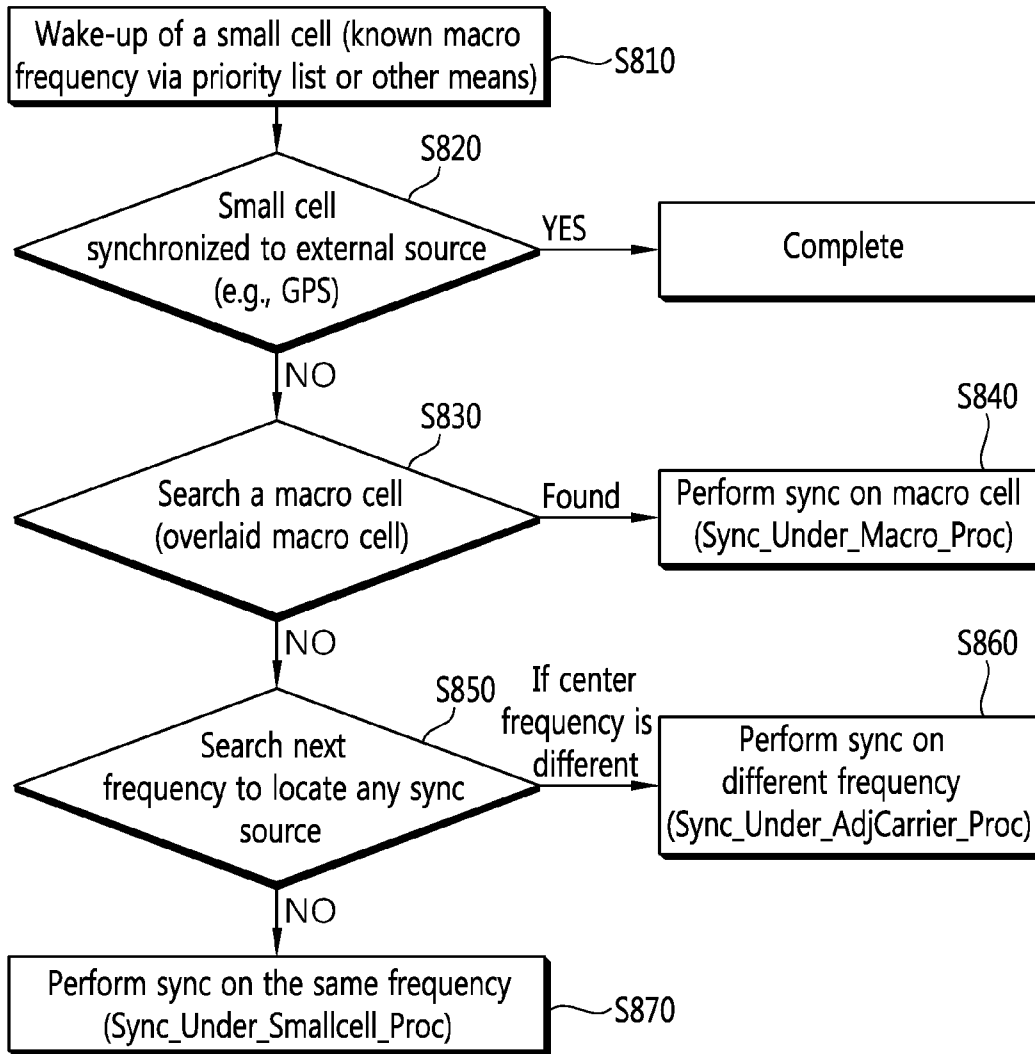 Wake-up of a small cell (known macro
frequency via priority list or other means)
S810
S820
Small cell
synchronized to external source
(e.g., GPS)
YES
Complete
NO
S830
Search a macro cell
(overlaid macro cell)
Found
S840
Perform sync on macro cell
(Sync_Under_Macro_Proc)
NO
S850
Search next
frequency to locate any sync
source
If center
frequency is
different
S860
Perform sync on
different frequency
(Sync_Under_AdjCarrier_Proc)
NO
Perform sync on the same frequency
(Sync_Under_Smallcell_Proc)
S870